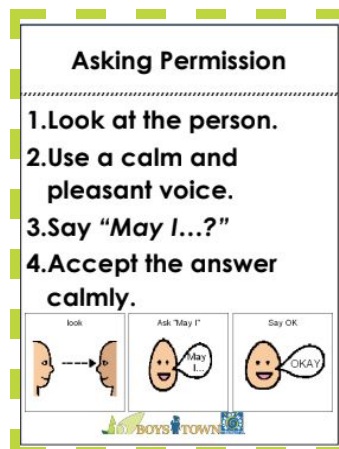 Asking Permission
1.Look at the person.
2.Use a calm and
pleasant voice.
3.Say “May I…?”
4.Accept the answer
calmly.
look
Ask "May I"
Say OK
May
I...
OKAY
BOYS TOWN